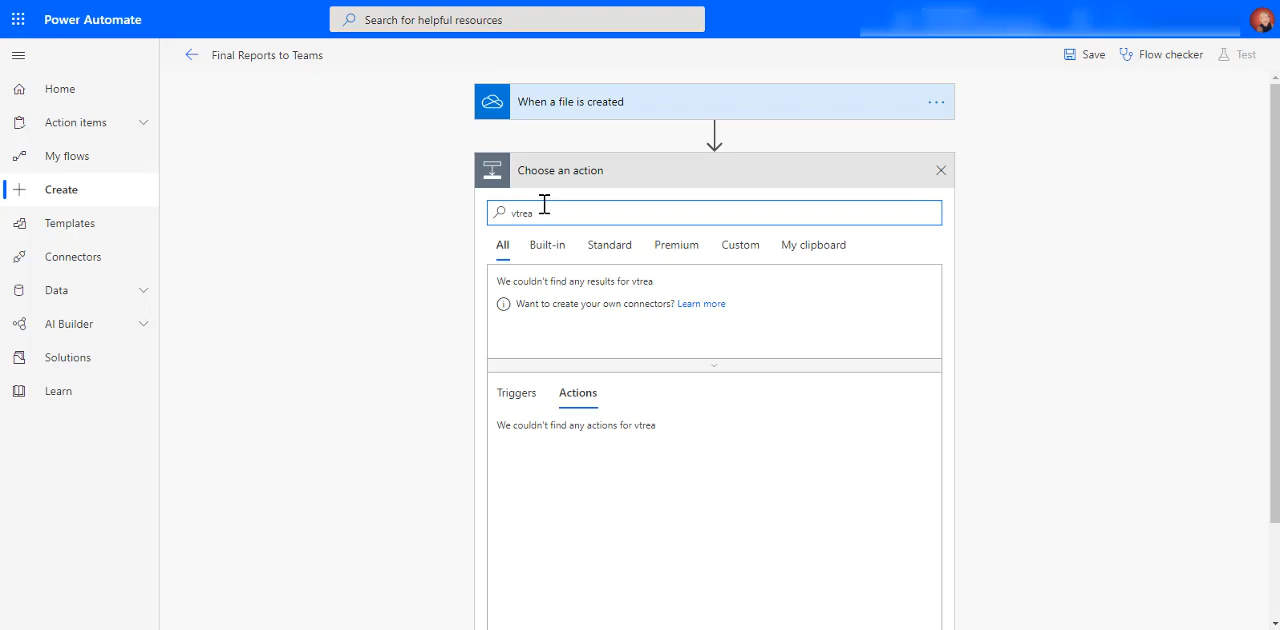 Power Automate
Search for helpful resources
Final Reports to Teams
Save
Flow checker
Test
Home
Action items
My flows
Create
Templates
Connectors
Data
AI Builder
Solutions
Learn
When a file is created
Choose an action
vtrea
All Built-in Standard Premium Custom My clipboard
We couldn't find any results for vtrea
Want to create your own connectors? Learn more
Triggers Actions
We couldn't find any actions for vtrea